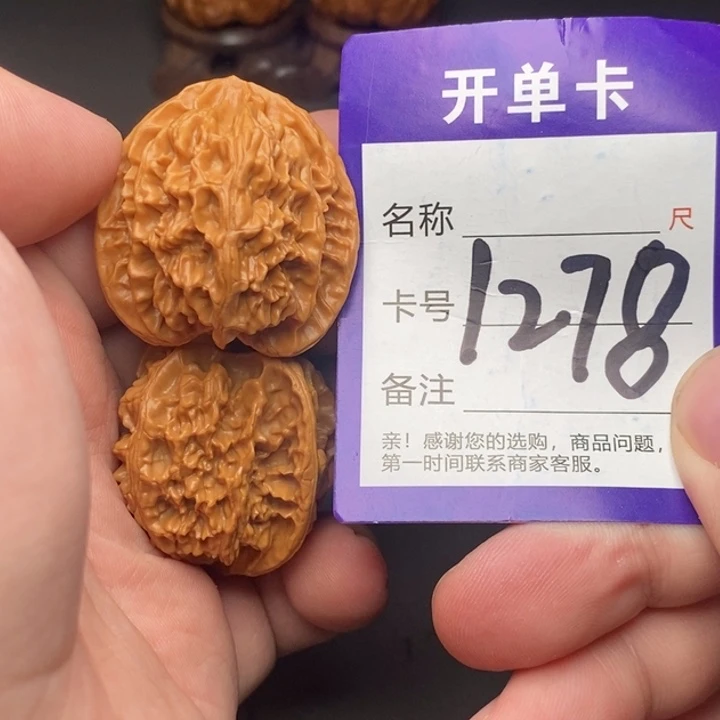 开单卡
名称 尺
卡号 1278
备注
亲！感谢您的选购，商品问题，
第一时间联系商家客服。